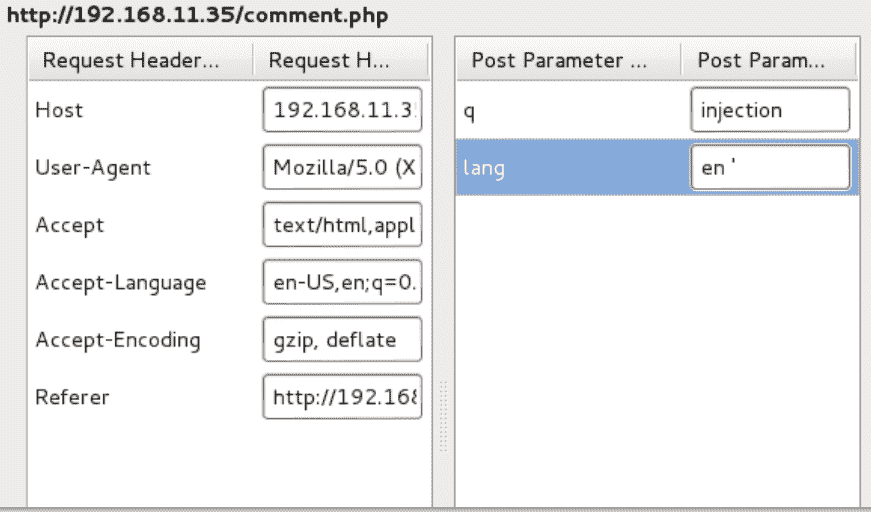 http://192.168.11.35/comment.php
Request Header... Request H... Post Parameter ... Post Param...
Host 192.168.11.3 q injection
User-Agent Mozilla/5.0 (X lang en '
Accept text/html,appl
Accept-Language en-US,en;q=0.
Accept-Encoding gzip, deflate
Referer http://192.168